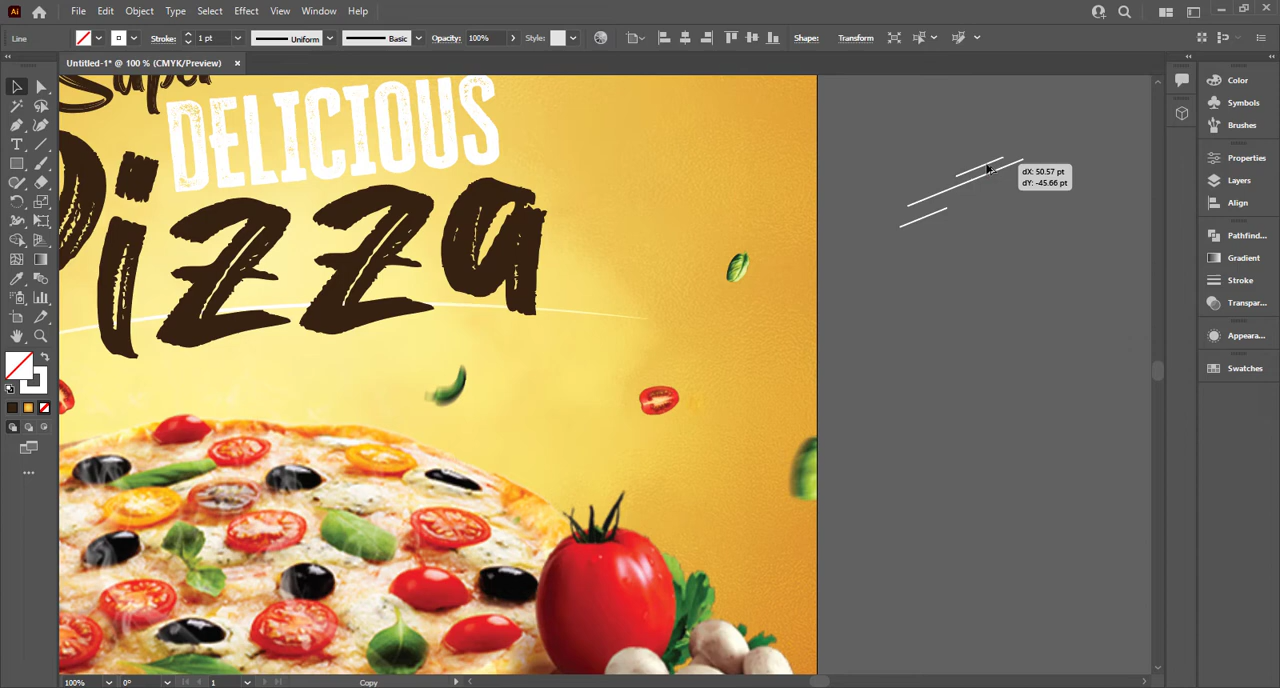 Ai File Edit Object Type Select Effect View Window Help
Line Stroke: 1 pt Uniform Basic Opacity: 100% Style: Shape: Transform
Untitled-1* @ 100 % (CMYK/Preview) ×
DELICIOUS
Pizza
dX: 50.57 pt
dY: -45.66 pt
Color
Symbols
Brushes
Properties
Layers
Align
Pathfind...
Gradient
Stroke
Transpar...
Appeara...
Swatches
100% 0° 1 Copy